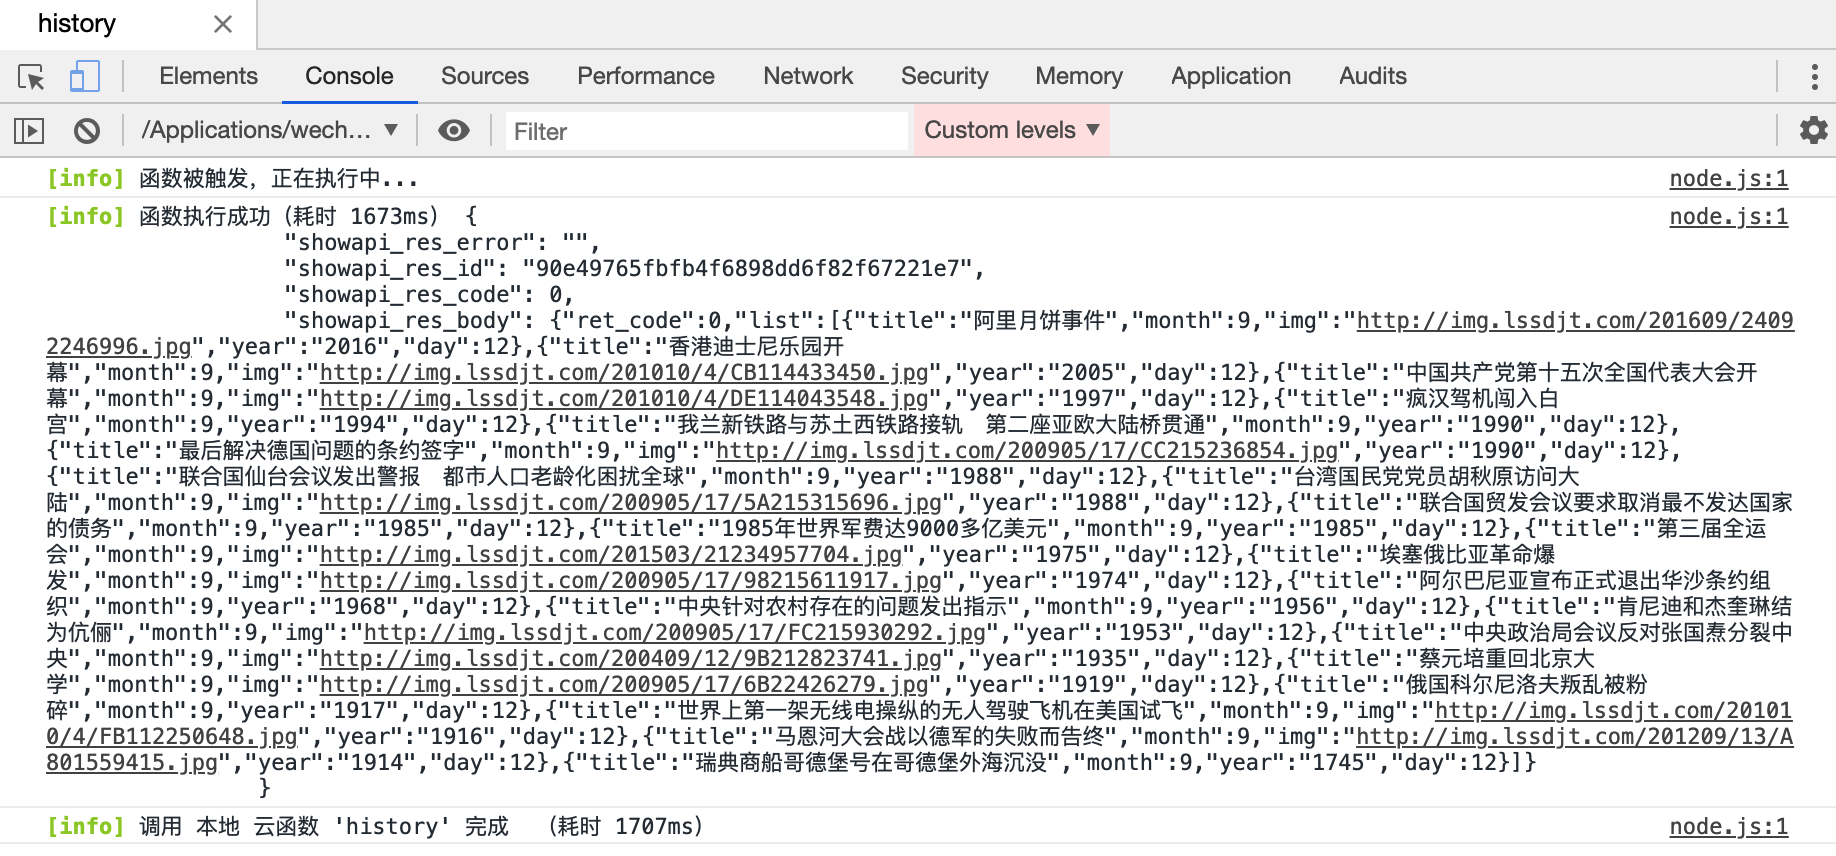 history
Elements Console Sources Performance Network Security Memory Application Audits
/Applications/wech... ▼ Filter Custom levels ▼
[info] 函数被触发，正在执行中... node.js:1
[info] 函数执行成功（耗时 1673ms） { node.js:1
"showapi_res_error": "",
"showapi_res_id": "90e49765fbfb4f6898dd6f82f67221e7",
"showapi_res_code": 0,
"showapi_res_body": {"ret_code":0,"list":[{"title":"阿里月饼事件","month":9,"img":"http://img.lssdjt.com/201609/2409
2246996.jpg","year":"2016","day":12},{"title":"香港迪士尼乐园开
幕","month":9,"img":"http://img.lssdjt.com/201010/4/CB114433450.jpg","year":"2005","day":12},{"title":"中国共产党第十五次全国代表大会开
幕","month":9,"img":"http://img.lssdjt.com/201010/4/DE114043548.jpg","year":"1997","day":12},{"title":"疯汉驾机闯入白
宫","month":9,"year":"1994","day":12},{"title":"我兰新铁路与苏土西铁路接轨　第二座亚欧大陆桥贯通","month":9,"year":"1990","day":12},
{"title":"最后解决德国问题的条约签字","month":9,"img":"http://img.lssdjt.com/200905/17/CC215236854.jpg","year":"1990","day":12},
{"title":"联合国仙台会议发出警报　都市人口老龄化困扰全球","month":9,"year":"1988","day":12},{"title":"台湾国民党党员胡秋原访问大
陆","month":9,"img":"http://img.lssdjt.com/200905/17/5A215315696.jpg","year":"1988","day":12},{"title":"联合国贸发会议要求取消最不发达国家
的债务","month":9,"year":"1985","day":12},{"title":"1985年世界军费达9000多亿美元","month":9,"year":"1985","day":12},{"title":"第三届全运
会","month":9,"img":"http://img.lssdjt.com/201503/21234957704.jpg","year":"1975","day":12},{"title":"埃塞俄比亚革命爆
发","month":9,"img":"http://img.lssdjt.com/200905/17/98215611917.jpg","year":"1974","day":12},{"title":"阿尔巴尼亚宣布正式退出华沙条约组
织","month":9,"year":"1968","day":12},{"title":"中央针对农村存在的问题发出指示","month":9,"year":"1956","day":12},{"title":"肯尼迪和杰奎琳结
为伉俪","month":9,"img":"http://img.lssdjt.com/200905/17/FC215930292.jpg","year":"1953","day":12},{"title":"中央政治局会议反对张国焘分裂中
央","month":9,"img":"http://img.lssdjt.com/200409/12/9B212823741.jpg","year":"1935","day":12},{"title":"蔡元培重回北京大
学","month":9,"img":"http://img.lssdjt.com/200905/17/6B22426279.jpg","year":"1919","day":12},{"title":"俄国科尔尼洛夫叛乱被粉
碎","month":9,"year":"1917","day":12},{"title":"世界上第一架无线电操纵的无人驾驶飞机在美国试飞","month":9,"img":"http://img.lssdjt.com/20101
0/4/FB112250648.jpg","year":"1916","day":12},{"title":"马恩河大会战以德军的失败而告终","month":9,"img":"http://img.lssdjt.com/201209/13/A
801559415.jpg","year":"1914","day":12},{"title":"瑞典商船哥德堡号在哥德堡外海沉没","month":9,"year":"1745","day":12}]}
}
[info] 调用 本地 云函数 'history' 完成 （耗时 1707ms） node.js:1